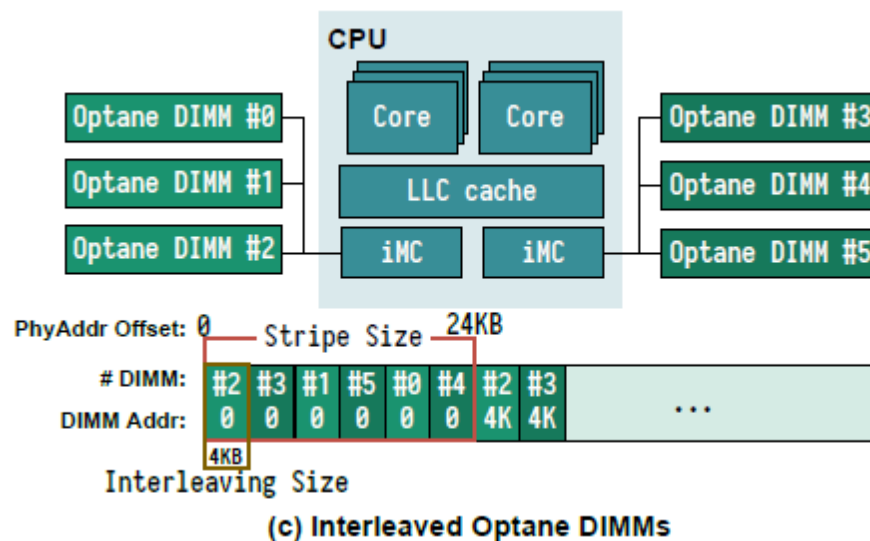 CPU
Optane DIMM #0
Optane DIMM #1
Optane DIMM #2
Core
Core
LLC cache
iMC
iMC
Optane DIMM #3
Optane DIMM #4
Optane DIMM #5
PhyAddr Offset: 0
Stripe Size
24KB
# DIMM: #2 #3 #1 #5 #0 #4 #2 #3
DIMM Addr: 0 0 0 0 0 0 4K 4K ...
4KB
Interleaving Size
(c) Interleaved Optane DIMMs